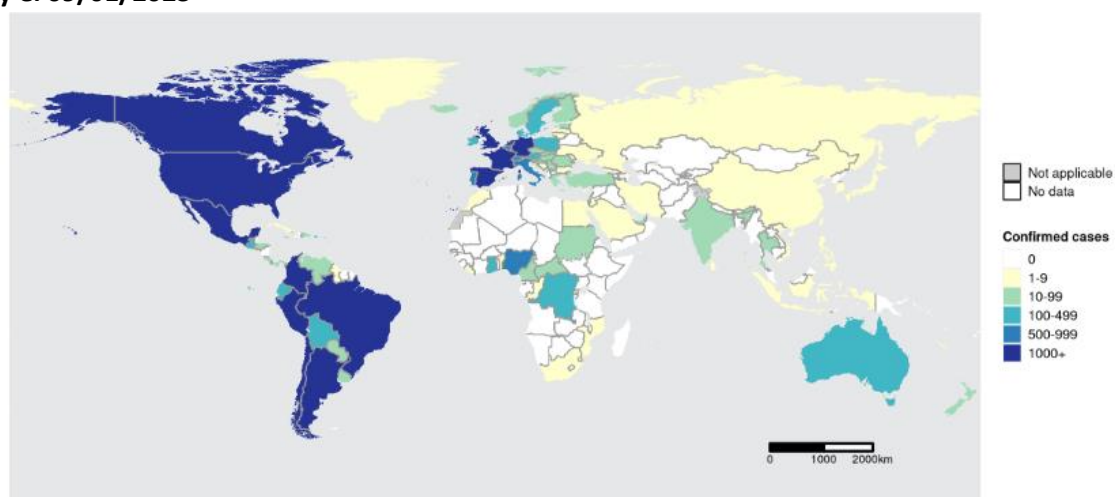 Not applicable
No data
Confirmed cases
0
1-9
10-99
100-499
500-999
1000+
0 1000 2000km